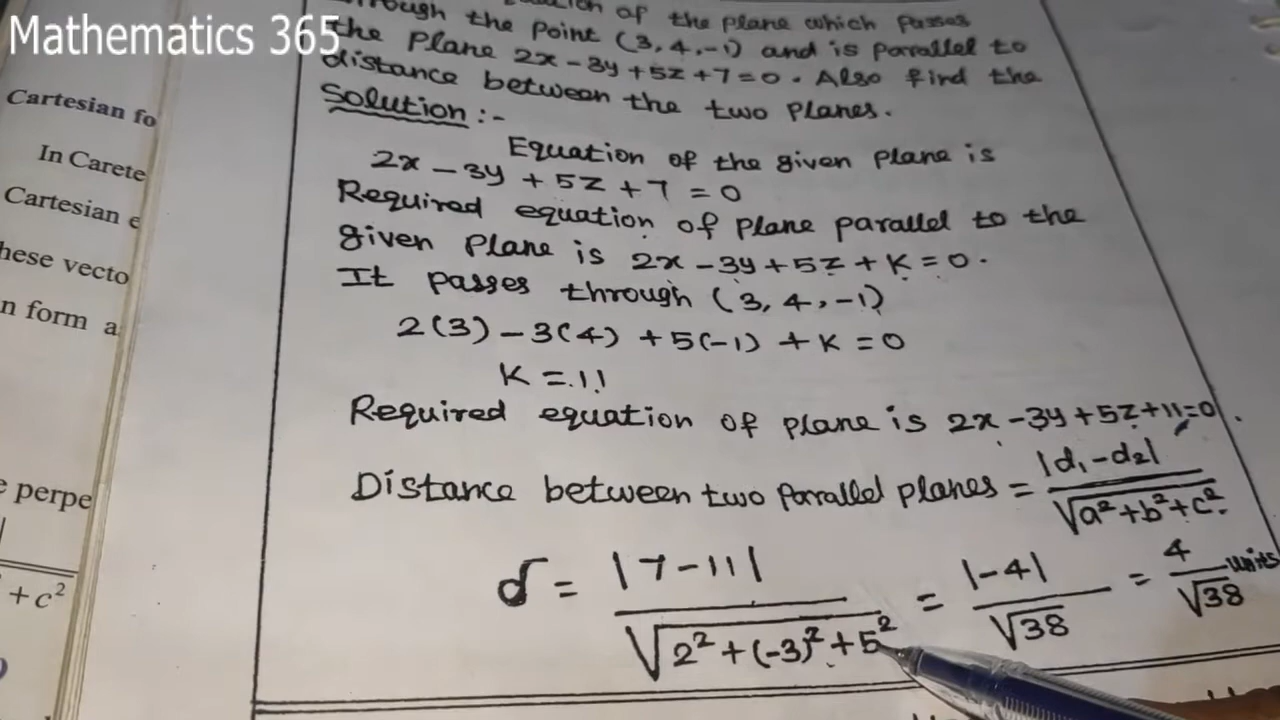 Mathematics 365
of the plane which passes
through the point (3, 4, -1) and is parallel to
the plane 2x - 3y + 5z + 7 = 0. Also find the
distance between the two planes.
Solution :-
Equation of the given plane is
2x - 3y + 5z + 7 = 0
Required equation of plane parallel to the
given plane is 2x - 3y + 5z + K = 0.
It passes through (3, 4, -1)
2(3) - 3(4) + 5(-1) + K = 0
K = 11
Required equation of plane is 2x - 3y + 5z + 11 = 0.
Distance between two parrallel planes = |d₁ - d₂| / √a² + b² + c²
d = |7 - 11| / √2² + (-3)² + 5² = |-4| / √38 = 4 / √38 units
Cartesian fo
In Carete
Cartesian e
hese vecto
n form a
e perpe
+ c²